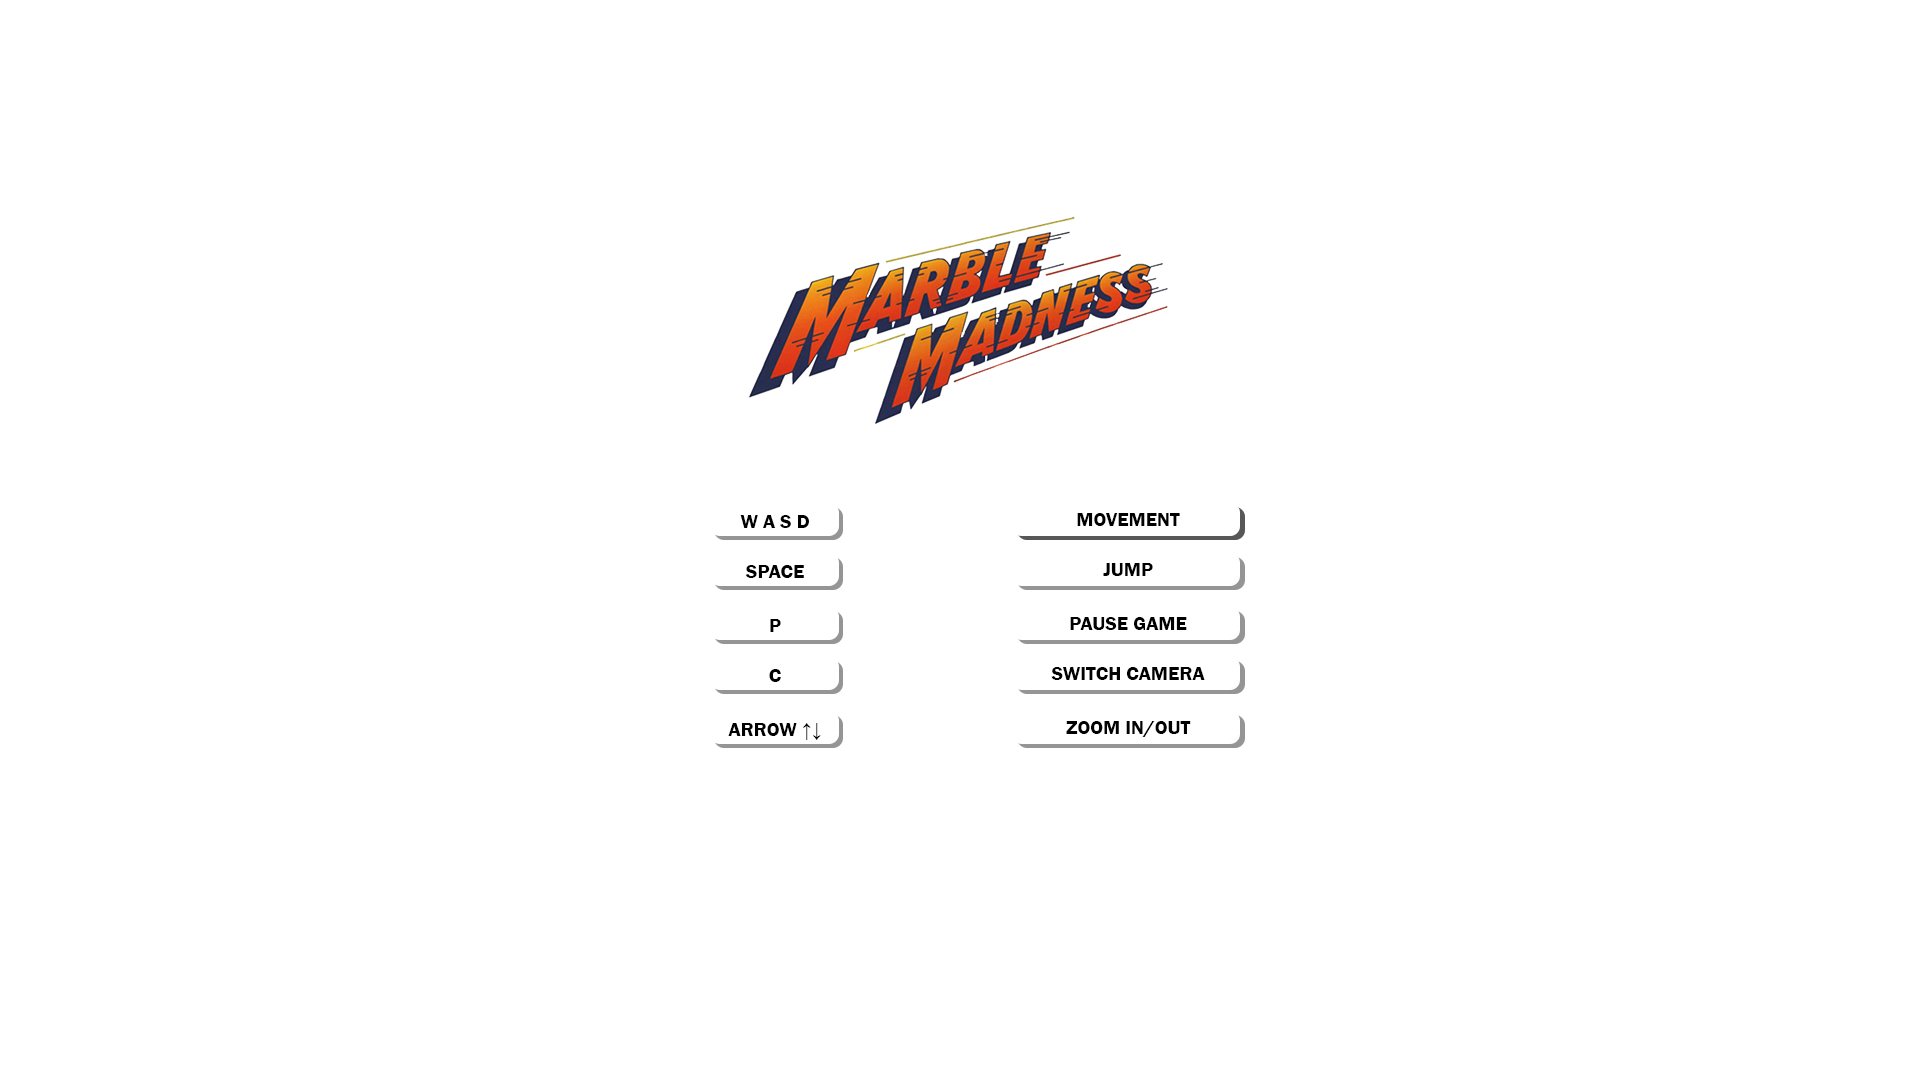 MARBLE
MADNESS
W A S D MOVEMENT
SPACE JUMP
P PAUSE GAME
C SWITCH CAMERA
ARROW ↑↓ ZOOM IN/OUT